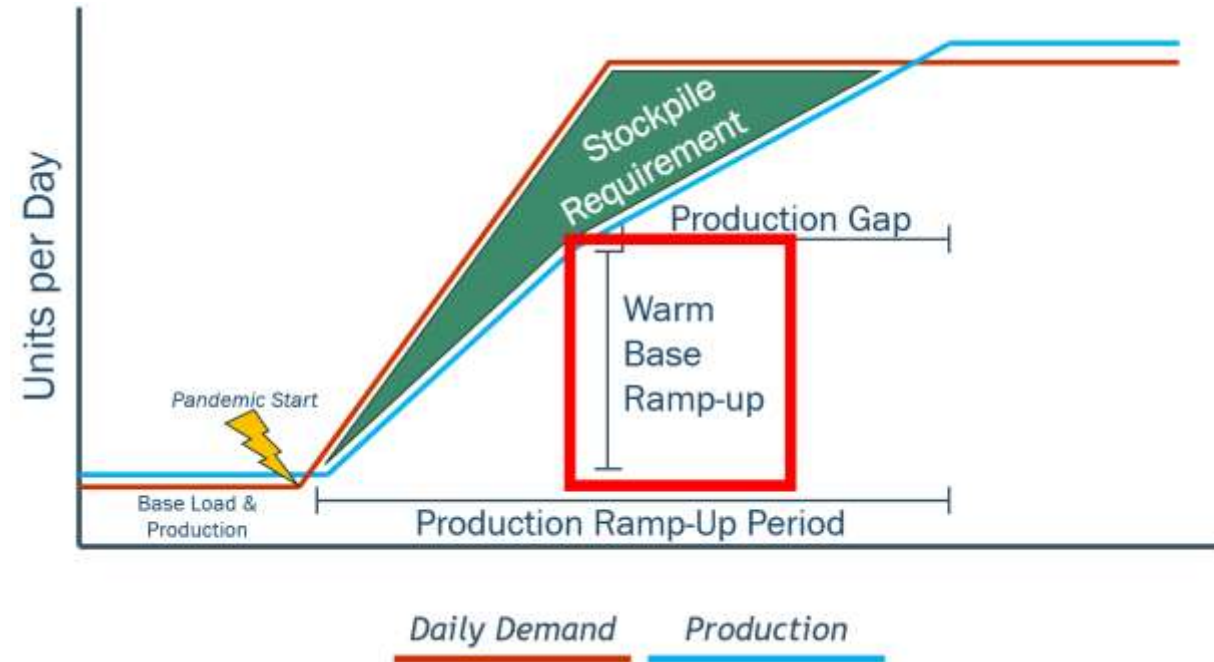 Units per Day
Stockpile
Requirement
Production Gap
Warm
Base
Ramp-up
Pandemic Start
Base Load &
Production
Production Ramp-Up Period
Daily Demand
Production